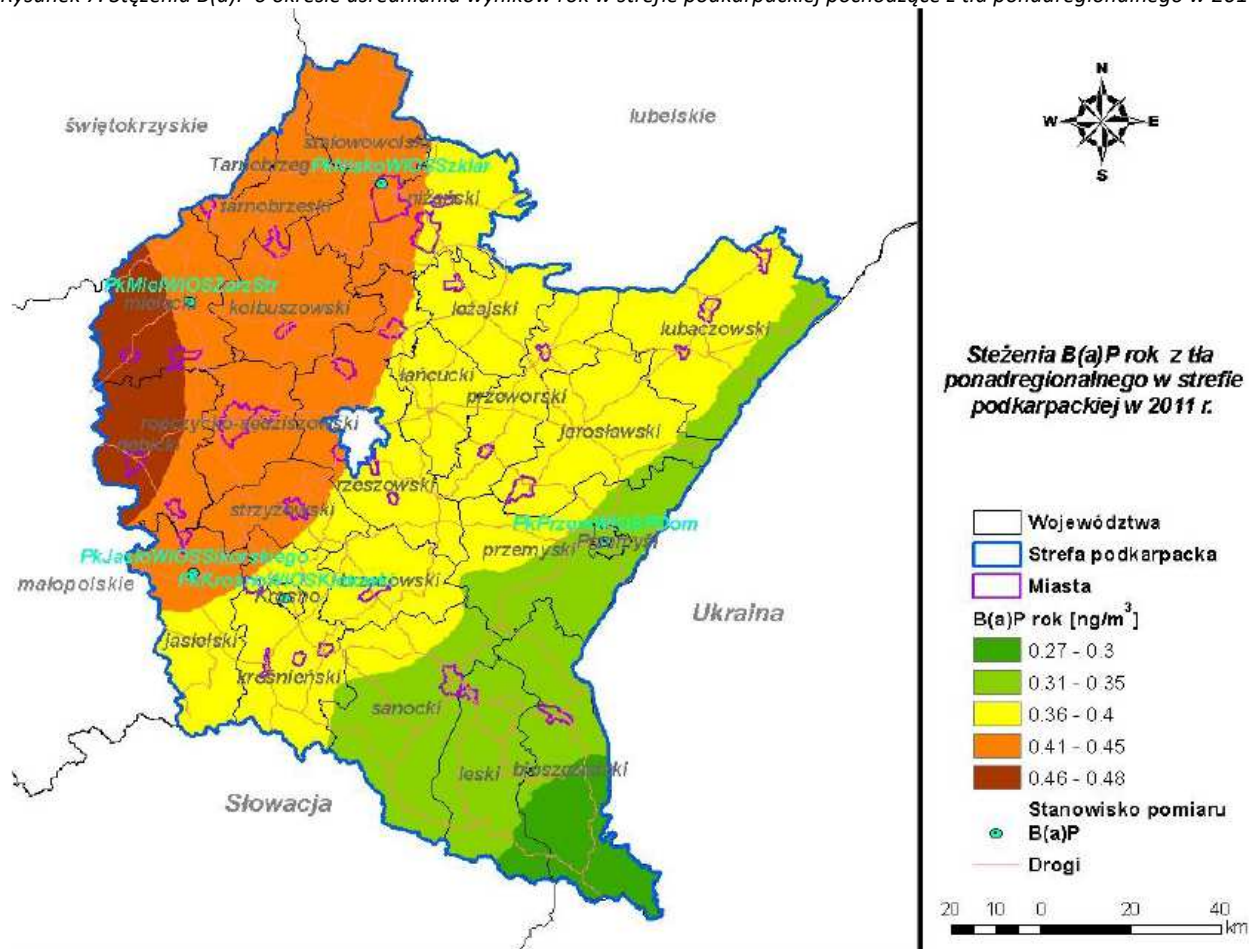 świętokrzyskie
lubelskie
stalowowolski
Tarnobrzeg
PkNiskoWIOSSzklar
niżański
tarnobrzeski
PkMielWIOSZarzStr
mielecki
kolbuszowski
leżajski
lubaczowski
łańcucki
przeworski
ropczycko-sędziszowski
dębicki
jarosławski
rzeszowski
strzyżowski
przemyski
Przemyśl
PkJasloWIOSSikorskiego
małopolskie
Krosno
jasielski
krośnieński
Ukraina
sanocki
leski
bieszczadzki
Słowacja
N
W E
S
Stężenia B(a)P rok z tła
ponadregionalnego w strefie
podkarpackiej w 2011 r.
Województwa
Strefa podkarpacka
Miasta
B(a)P rok [ng/m³]
0.27 - 0.3
0.31 - 0.35
0.36 - 0.4
0.41 - 0.45
0.46 - 0.48
Stanowisko pomiaru
B(a)P
Drogi
20 10 0 20 40
km